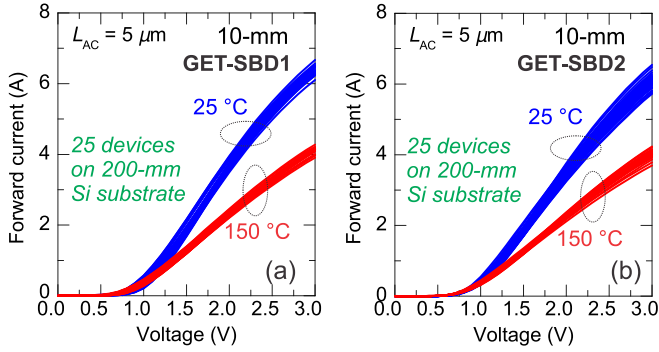 L_AC = 5 μm
10-mm
GET-SBD1
25 °C
25 devices
on 200-mm
Si substrate
150 °C
(a)
Forward current (A)
8
6
4
2
0
0.0 0.5 1.0 1.5 2.0 2.5 3.0
Voltage (V)
L_AC = 5 μm
10-mm
GET-SBD2
25 °C
25 devices
on 200-mm
Si substrate
150 °C
(b)
Forward current (A)
8
6
4
2
0
0.0 0.5 1.0 1.5 2.0 2.5 3.0
Voltage (V)